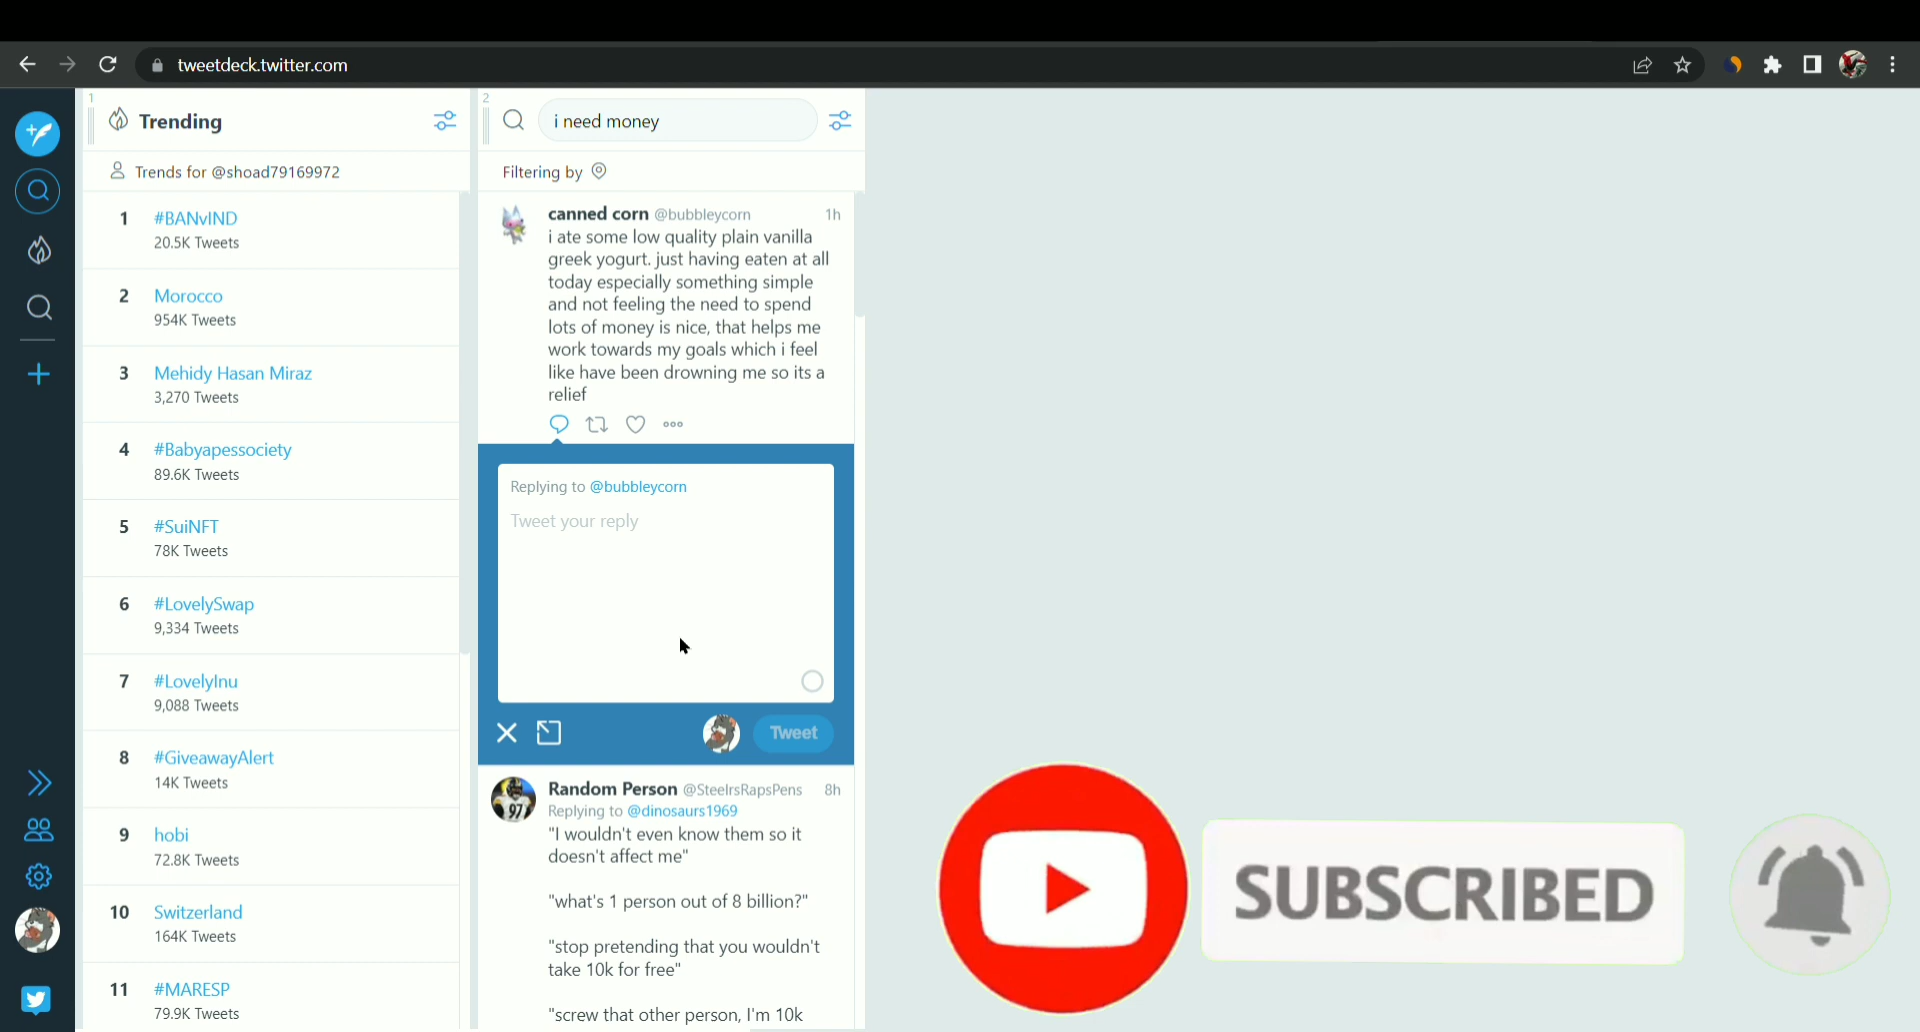 tweetdeck.twitter.com
1
Trending
Trends for @shoad79169972
1 #BANvIND
20.5K Tweets
2 Morocco
954K Tweets
3 Mehidy Hasan Miraz
3,270 Tweets
4 #Babyapessociety
89.6K Tweets
5 #SuiNFT
78K Tweets
6 #LovelySwap
9,334 Tweets
7 #LovelyInu
9,088 Tweets
8 #GiveawayAlert
14K Tweets
9 hobi
72.8K Tweets
10 Switzerland
164K Tweets
11 #MARESP
79.9K Tweets
2
i need money
Filtering by
canned corn @bubbleycorn 1h
i ate some low quality plain vanilla
greek yogurt. just having eaten at all
today especially something simple
and not feeling the need to spend
lots of money is nice, that helps me
work towards my goals which i feel
like have been drowning me so its a
relief
Replying to @bubbleycorn
Tweet your reply
Tweet
Random Person @SteelrsRapsPens 8h
Replying to @dinosaurs1969
"I wouldn't even know them so it
doesn't affect me"
"what's 1 person out of 8 billion?"
"stop pretending that you wouldn't
take 10k for free"
"screw that other person, I'm 10k
97
SUBSCRIBED